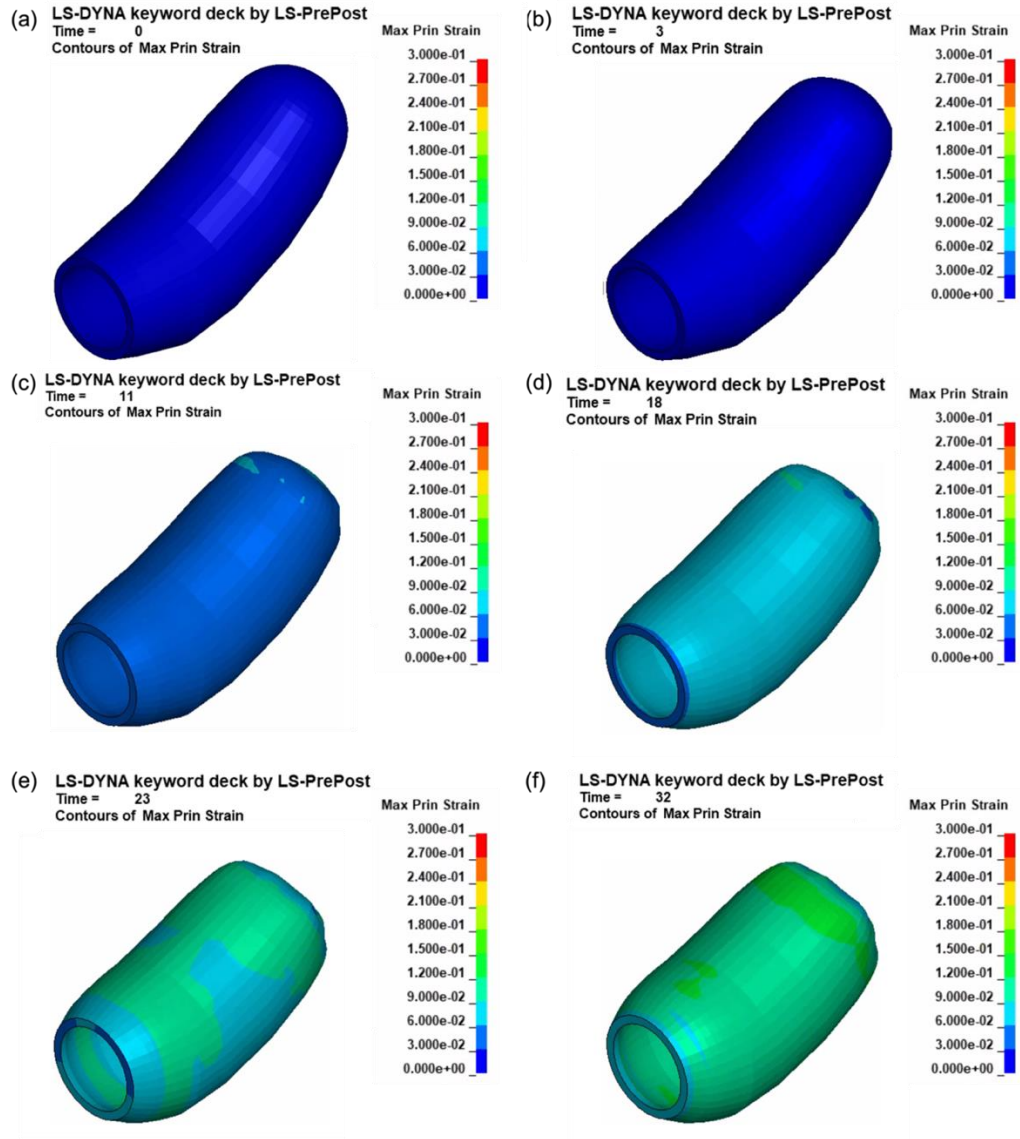 (a)
LS-DYNA keyword deck by LS-PrePost
Time = 0
Contours of Max Prin Strain
Max Prin Strain
3.000e-01
2.700e-01
2.400e-01
2.100e-01
1.800e-01
1.500e-01
1.200e-01
9.000e-02
6.000e-02
3.000e-02
0.000e+00
(b)
LS-DYNA keyword deck by LS-PrePost
Time = 3
Contours of Max Prin Strain
Max Prin Strain
3.000e-01
2.700e-01
2.400e-01
2.100e-01
1.800e-01
1.500e-01
1.200e-01
9.000e-02
6.000e-02
3.000e-02
0.000e+00
(c)
LS-DYNA keyword deck by LS-PrePost
Time = 11
Contours of Max Prin Strain
Max Prin Strain
3.000e-01
2.700e-01
2.400e-01
2.100e-01
1.800e-01
1.500e-01
1.200e-01
9.000e-02
6.000e-02
3.000e-02
0.000e+00
(d)
LS-DYNA keyword deck by LS-PrePost
Time = 18
Contours of Max Prin Strain
Max Prin Strain
3.000e-01
2.700e-01
2.400e-01
2.100e-01
1.800e-01
1.500e-01
1.200e-01
9.000e-02
6.000e-02
3.000e-02
0.000e+00
(e)
LS-DYNA keyword deck by LS-PrePost
Time = 23
Contours of Max Prin Strain
Max Prin Strain
3.000e-01
2.700e-01
2.400e-01
2.100e-01
1.800e-01
1.500e-01
1.200e-01
9.000e-02
6.000e-02
3.000e-02
0.000e+00
(f)
LS-DYNA keyword deck by LS-PrePost
Time = 32
Contours of Max Prin Strain
Max Prin Strain
3.000e-01
2.700e-01
2.400e-01
2.100e-01
1.800e-01
1.500e-01
1.200e-01
9.000e-02
6.000e-02
3.000e-02
0.000e+00